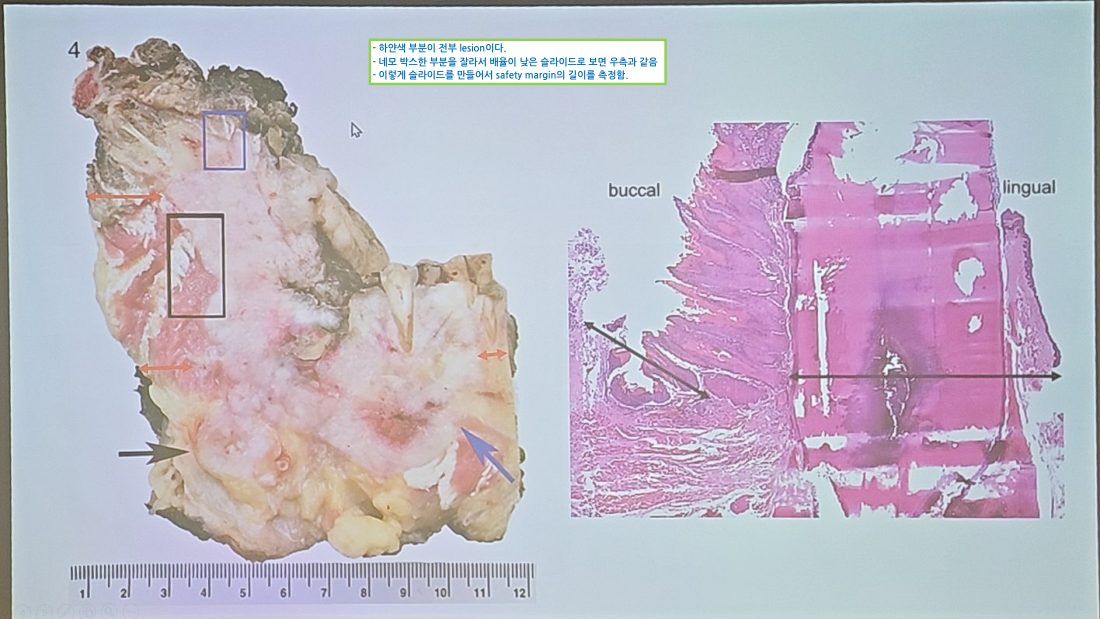 4
- 하얀색 부분이 전부 lesion이다.
- 네모 박스한 부분을 잘라서 배율이 낮은 슬라이드로 보면 우측과 같음
- 이렇게 슬라이드를 만들어서 safety margin의 길이를 측정함.
buccal
lingual
1 2 3 4 5 6 7 8 9 10 11 12